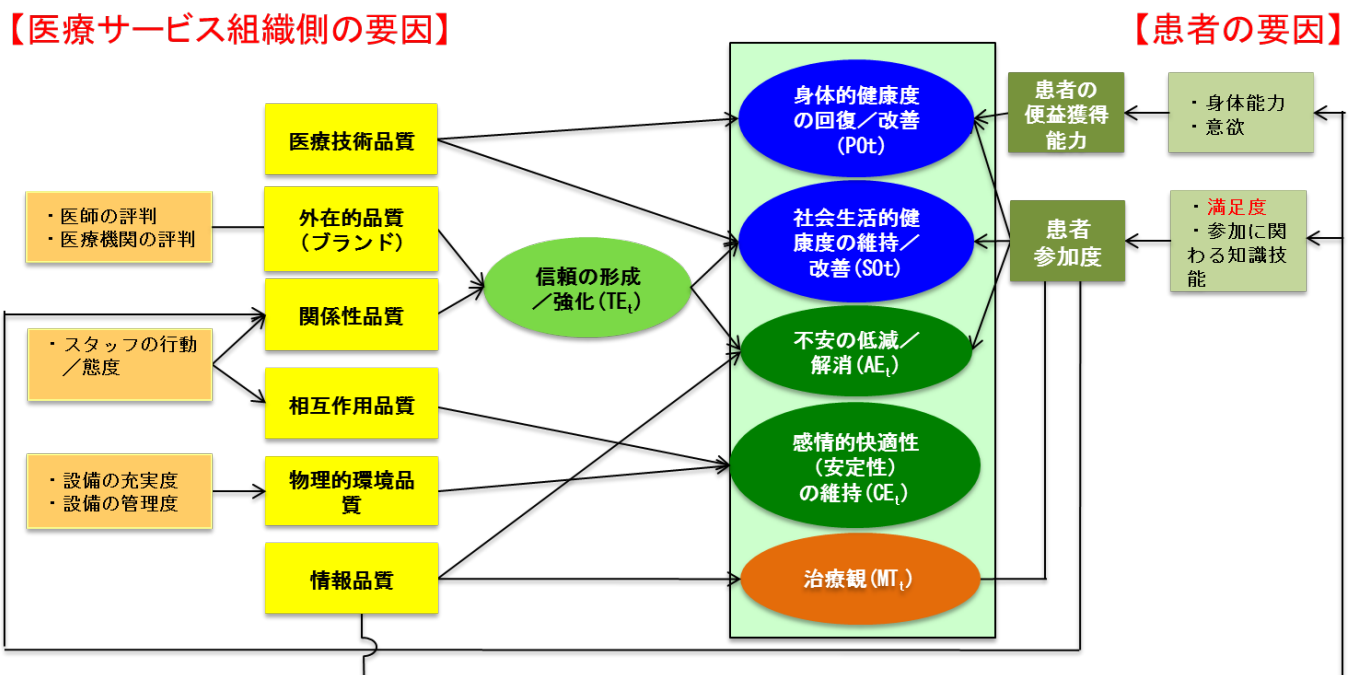 【医療サービス組織側の要因】
【患者の要因】
医療技術品質
・医師の評判
・医療機関の評判
外在的品質
（ブランド）
関係性品質
・スタッフの行動
／態度
相互作用品質
・設備の充実度
・設備の管理度
物理的環境品
質
情報品質
信頼の形成
／強化(TEt)
身体的健康度
の回復／改善
(POt)
社会生活的健
康度の維持／
改善(SOt)
不安の低減／
解消(AEt)
感情的快適性
（安定性）
の維持(CEt)
治療観(MTt)
患者の
便益獲得
能力
・身体能力
・意欲
患者
参加度
・満足度
・参加に関
わる知識技
能